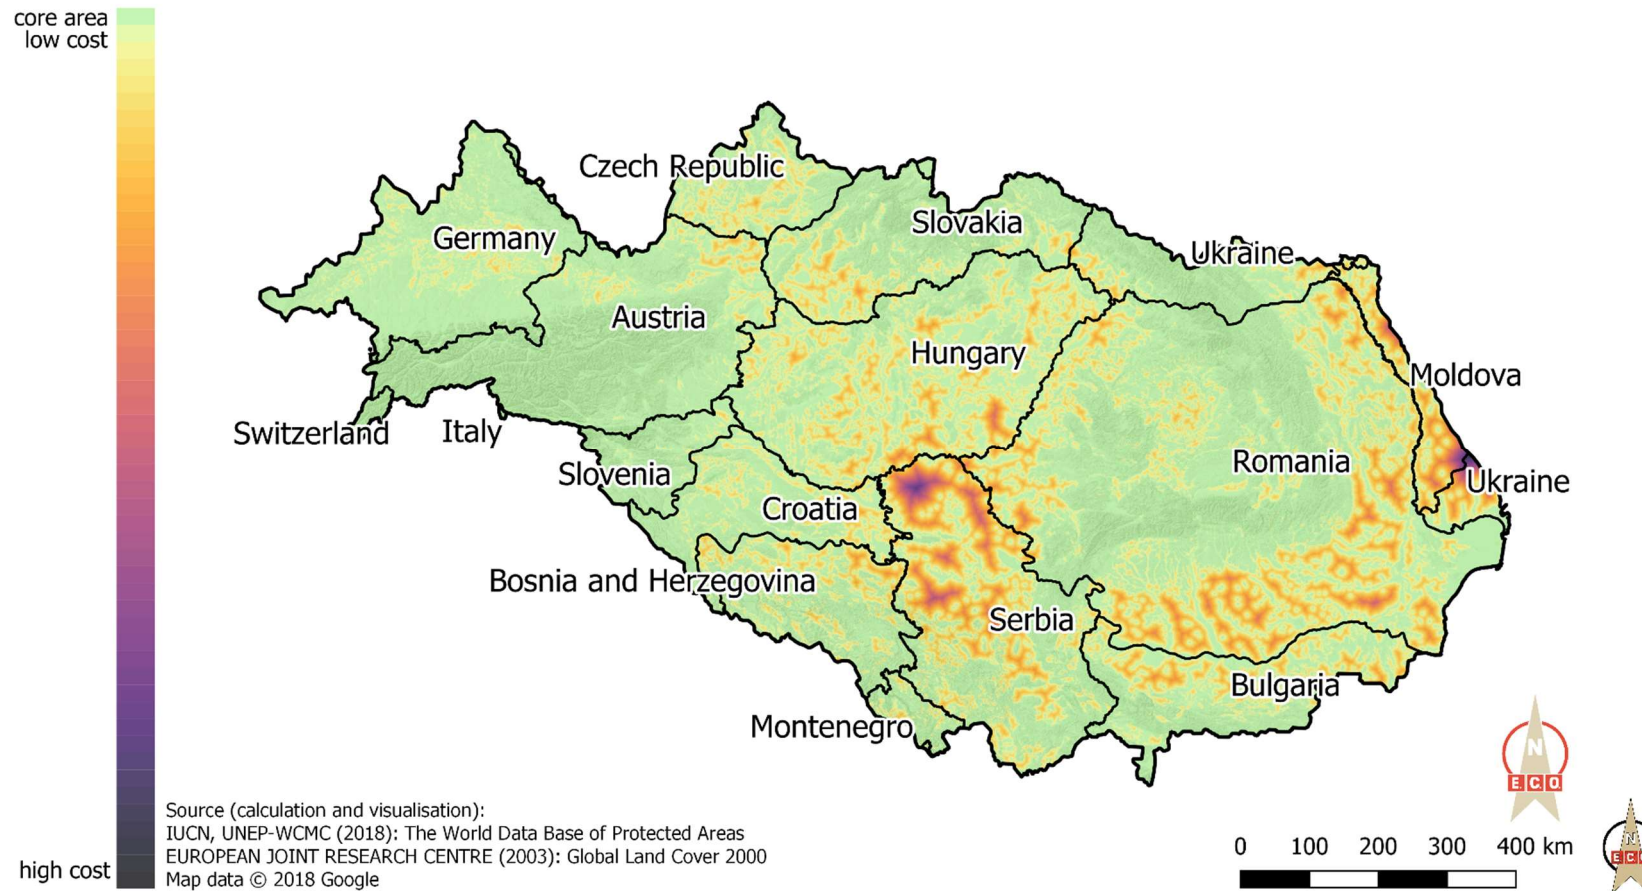 core area
low cost
Czech Republic
Germany
Slovakia
Ukraine
Austria
Hungary
Moldova
Switzerland
Italy
Slovenia
Romania
Ukraine
Croatia
Bosnia and Herzegovina
Serbia
Bulgaria
Montenegro
N
E C O
high cost
Source (calculation and visualisation):
IUCN, UNEP-WCMC (2018): The World Data Base of Protected Areas
EUROPEAN JOINT RESEARCH CENTRE (2003): Global Land Cover 2000
Map data © 2018 Google
0 100 200 300 400 km
N